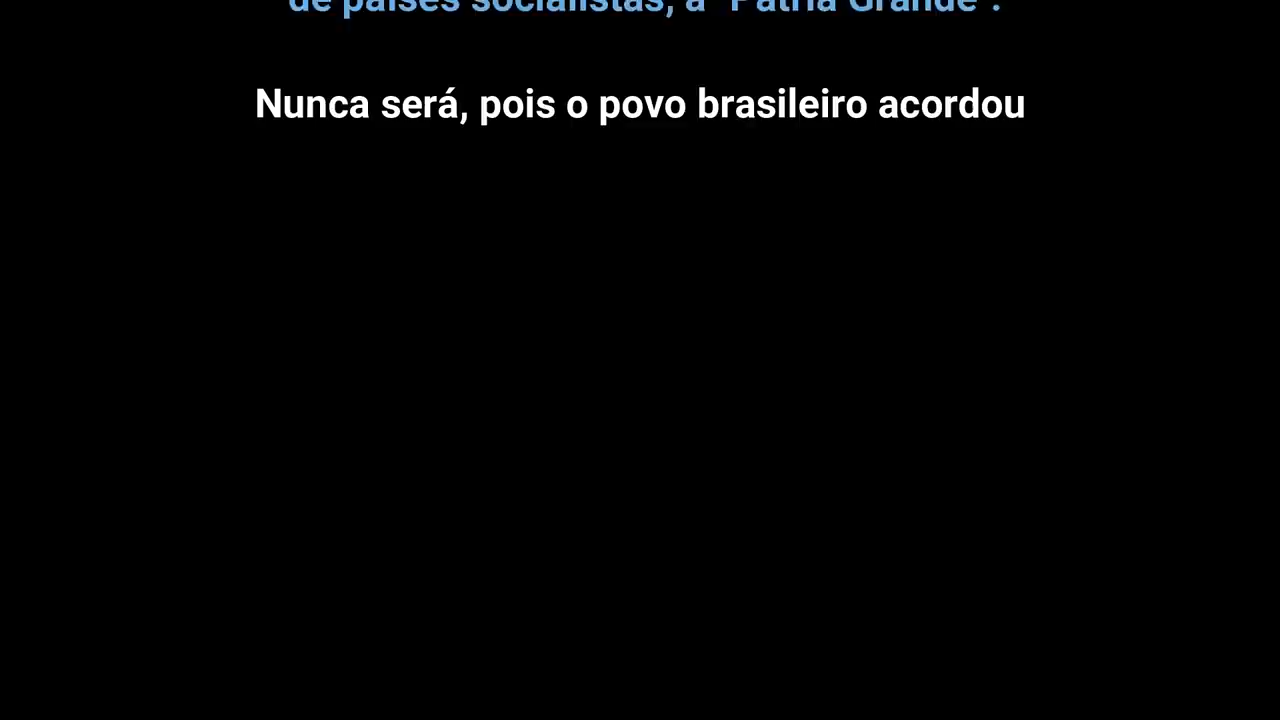 de países socialistas, a "Pátria Grande".
Nunca será, pois o povo brasileiro acordou